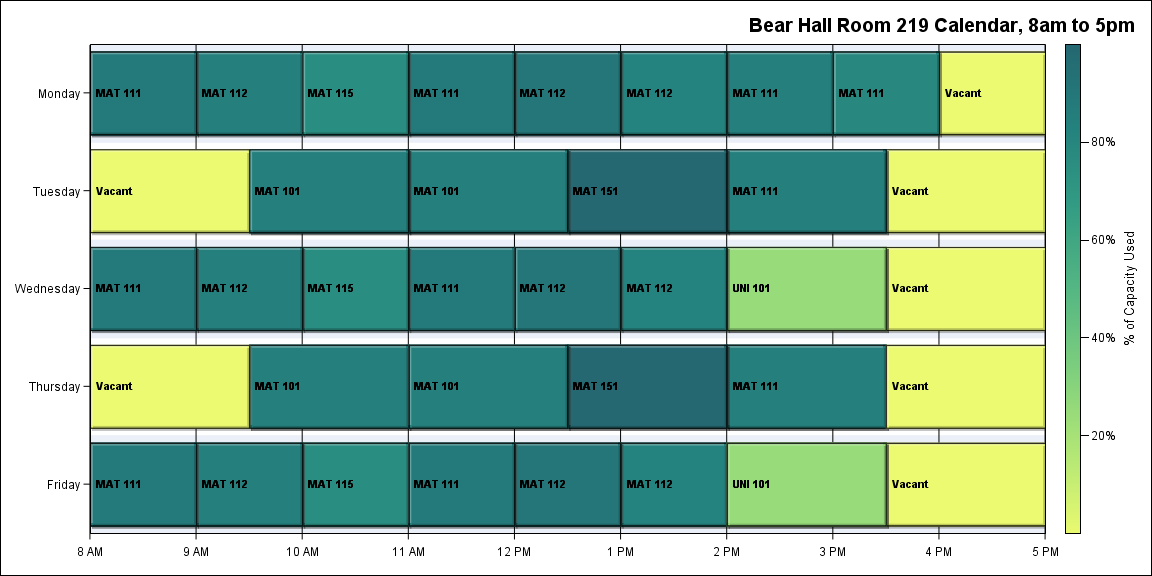 Bear Hall Room 219 Calendar, 8am to 5pm
Monday
MAT 111
MAT 112
MAT 115
MAT 111
MAT 112
MAT 112
MAT 111
MAT 111
Vacant
Tuesday
Vacant
MAT 101
MAT 101
MAT 151
MAT 111
Vacant
Wednesday
MAT 111
MAT 112
MAT 115
MAT 111
MAT 112
MAT 112
UNI 101
Vacant
Thursday
Vacant
MAT 101
MAT 101
MAT 151
MAT 111
Vacant
Friday
MAT 111
MAT 112
MAT 115
MAT 111
MAT 112
MAT 112
UNI 101
Vacant
8 AM
9 AM
10 AM
11 AM
12 PM
1 PM
2 PM
3 PM
4 PM
5 PM
80%
60%
40%
20%
% of Capacity Used